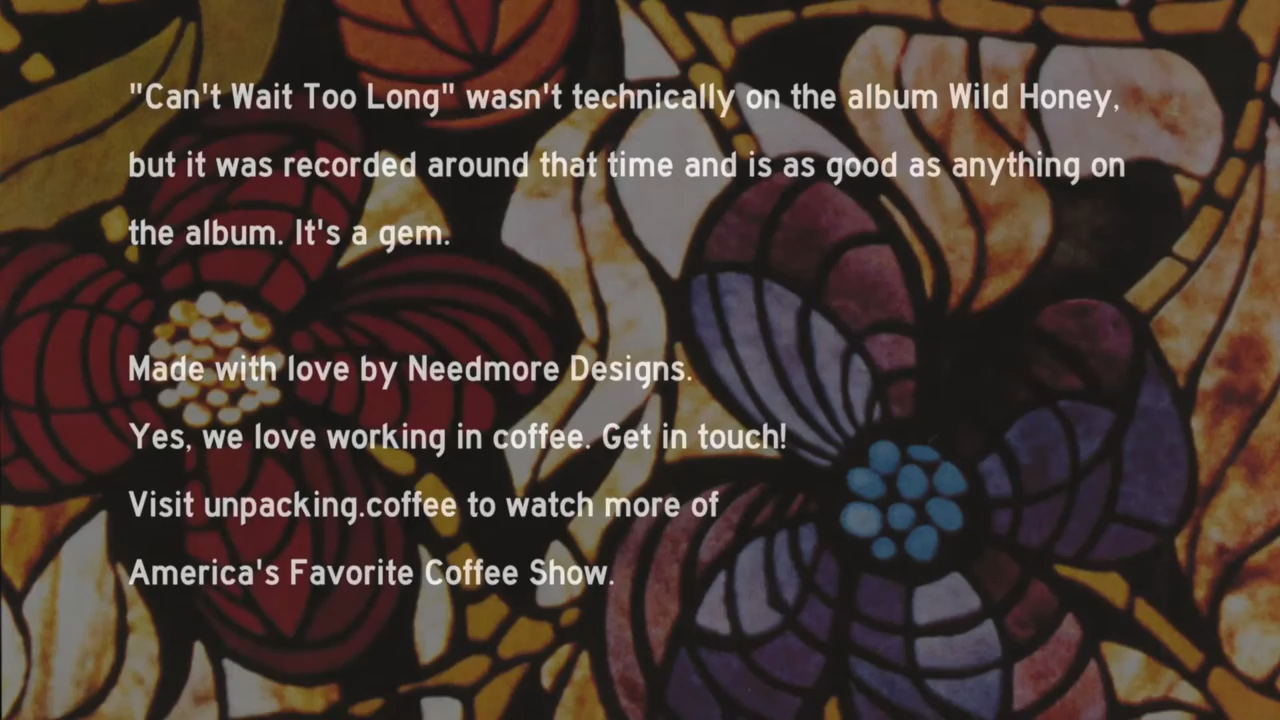 "Can't Wait Too Long" wasn't technically on the album Wild Honey,
but it was recorded around that time and is as good as anything on
the album. It's a gem.
Made with love by Needmore Designs.
Yes, we love working in coffee. Get in touch!
Visit unpacking.coffee to watch more of
America's Favorite Coffee Show.